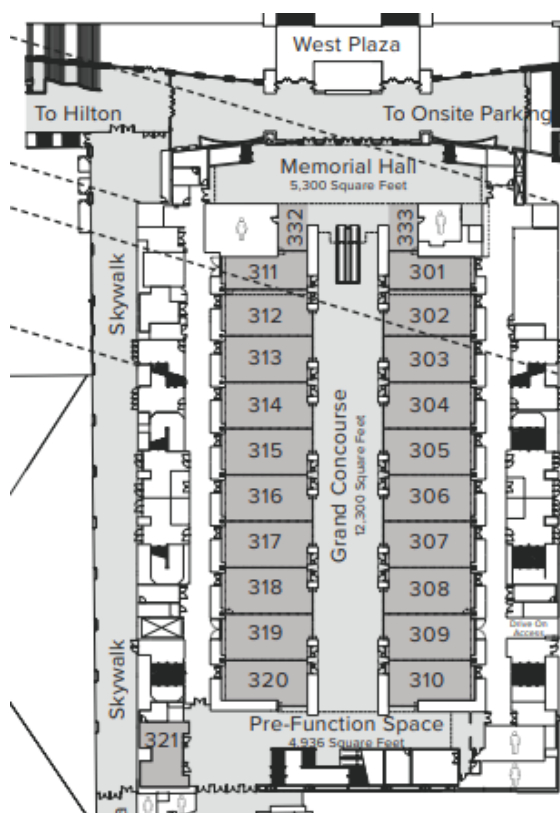 West Plaza
To Hilton
To Onsite Parking
Memorial Hall
5,300 Square Feet
332
333
311
301
Skywalk
312
302
313
303
314
304
Grand Concourse
12,300 Square Feet
315
305
316
306
317
307
318
308
319
309
Drive On
Access
320
310
Skywalk
Pre-Function Space
4,936 Square Feet
321